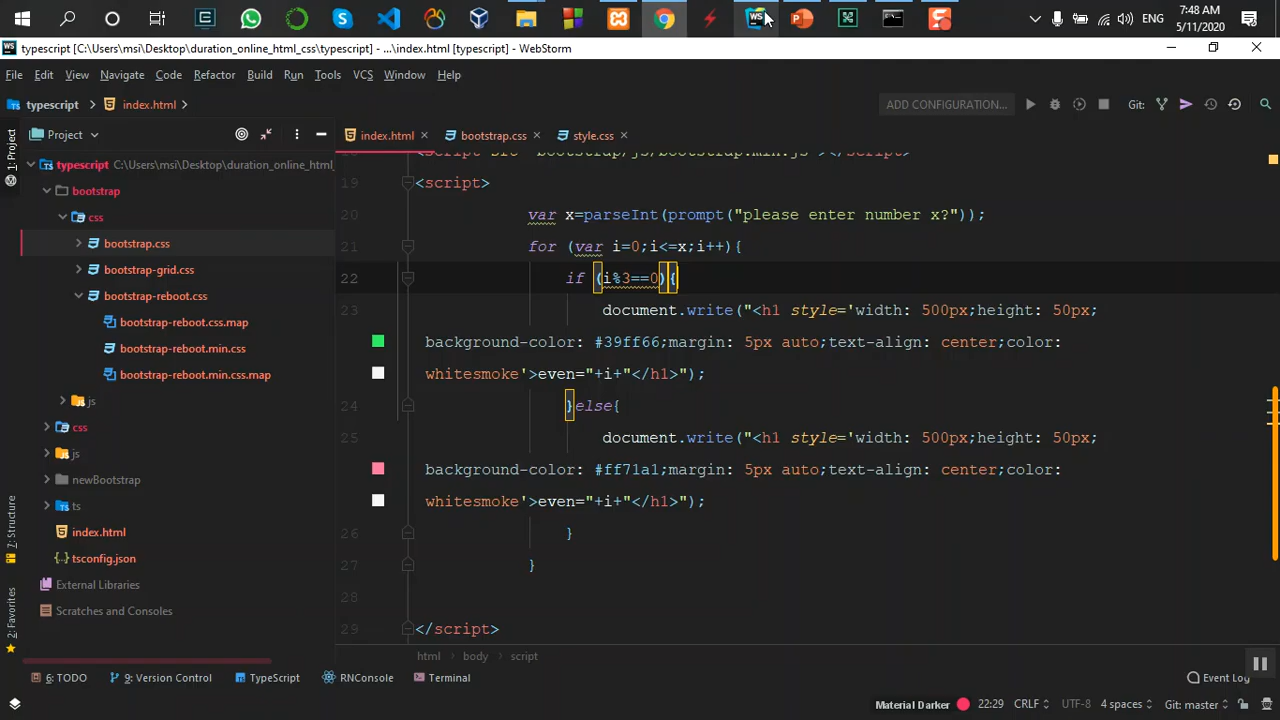 7:48 AM
ENG
5/11/2020
typescript [C:\Users\msi\Desktop\duration_online_html_css\typescript] - ...\index.html [typescript] - WebStorm
File Edit View Navigate Code Refactor Build Run Tools VCS Window Help
typescript index.html ADD CONFIGURATION... Git:
1: Project
Project
index.html bootstrap.css style.css
typescript C:\Users\msi\Desktop\duration_online_html_
bootstrap
css
bootstrap.css
bootstrap-grid.css
bootstrap-reboot.css
bootstrap-reboot.css.map
bootstrap-reboot.min.css
bootstrap-reboot.min.css.map
js
css
js
newBootstrap
ts
index.html
tsconfig.json
External Libraries
Scratches and Consoles
7: Structure
2: Favorites
19 <script>
20 var x=parseInt(prompt("please enter number x?"));
21 for (var i=0;i<=x;i++){
22 if (i%3==0){
23 document.write("<h1 style='width: 500px;height: 50px;
background-color: #39ff66;margin: 5px auto;text-align: center;color:
whitesmoke'>even="+i+"</h1>");
24 }else{
25 document.write("<h1 style='width: 500px;height: 50px;
background-color: #ff71a1;margin: 5px auto;text-align: center;color:
whitesmoke'>even="+i+"</h1>");
26 }
27 }
28
29 </script>
html body script
6: TODO 9: Version Control TypeScript RNConsole Terminal Event Log
Material Darker 22:29 CRLF UTF-8 4 spaces Git: master